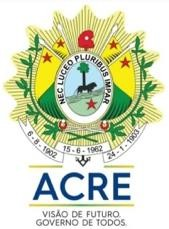 NEC LUCEO PLURIBUS IMPAR
6-8-1902 15-6-1962 24-1-1903
ACRE
VISÃO DE FUTURO.
GOVERNO DE TODOS.